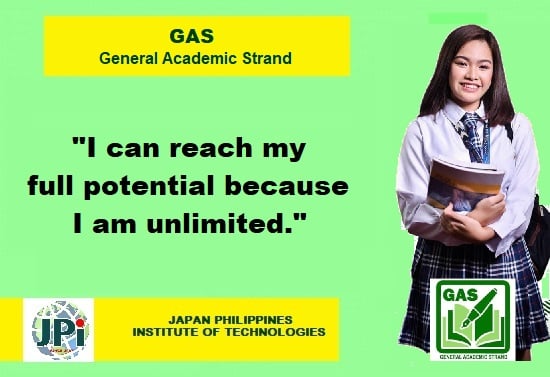 GAS
General Academic Strand
"I can reach my
full potential because
I am unlimited."
JPi
JAPAN PHILIPPINES
INSTITUTE OF TECHNOLOGIES
GAS
GENERAL ACADEMIC STRAND